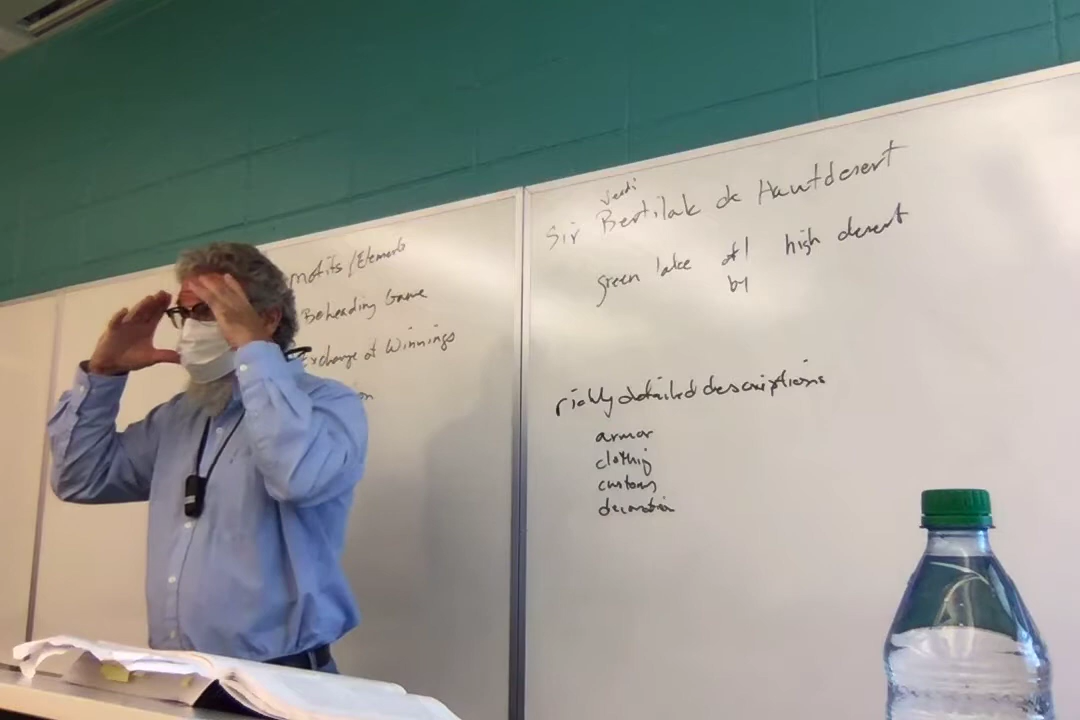 motifs/Elements
Beheading Game
Exchange of Winnings
Verdi
Sir Bertilak de Hautdesert
green lake of/ high desert
by
richly detailed descriptions
armor
clothing
customs
decoration